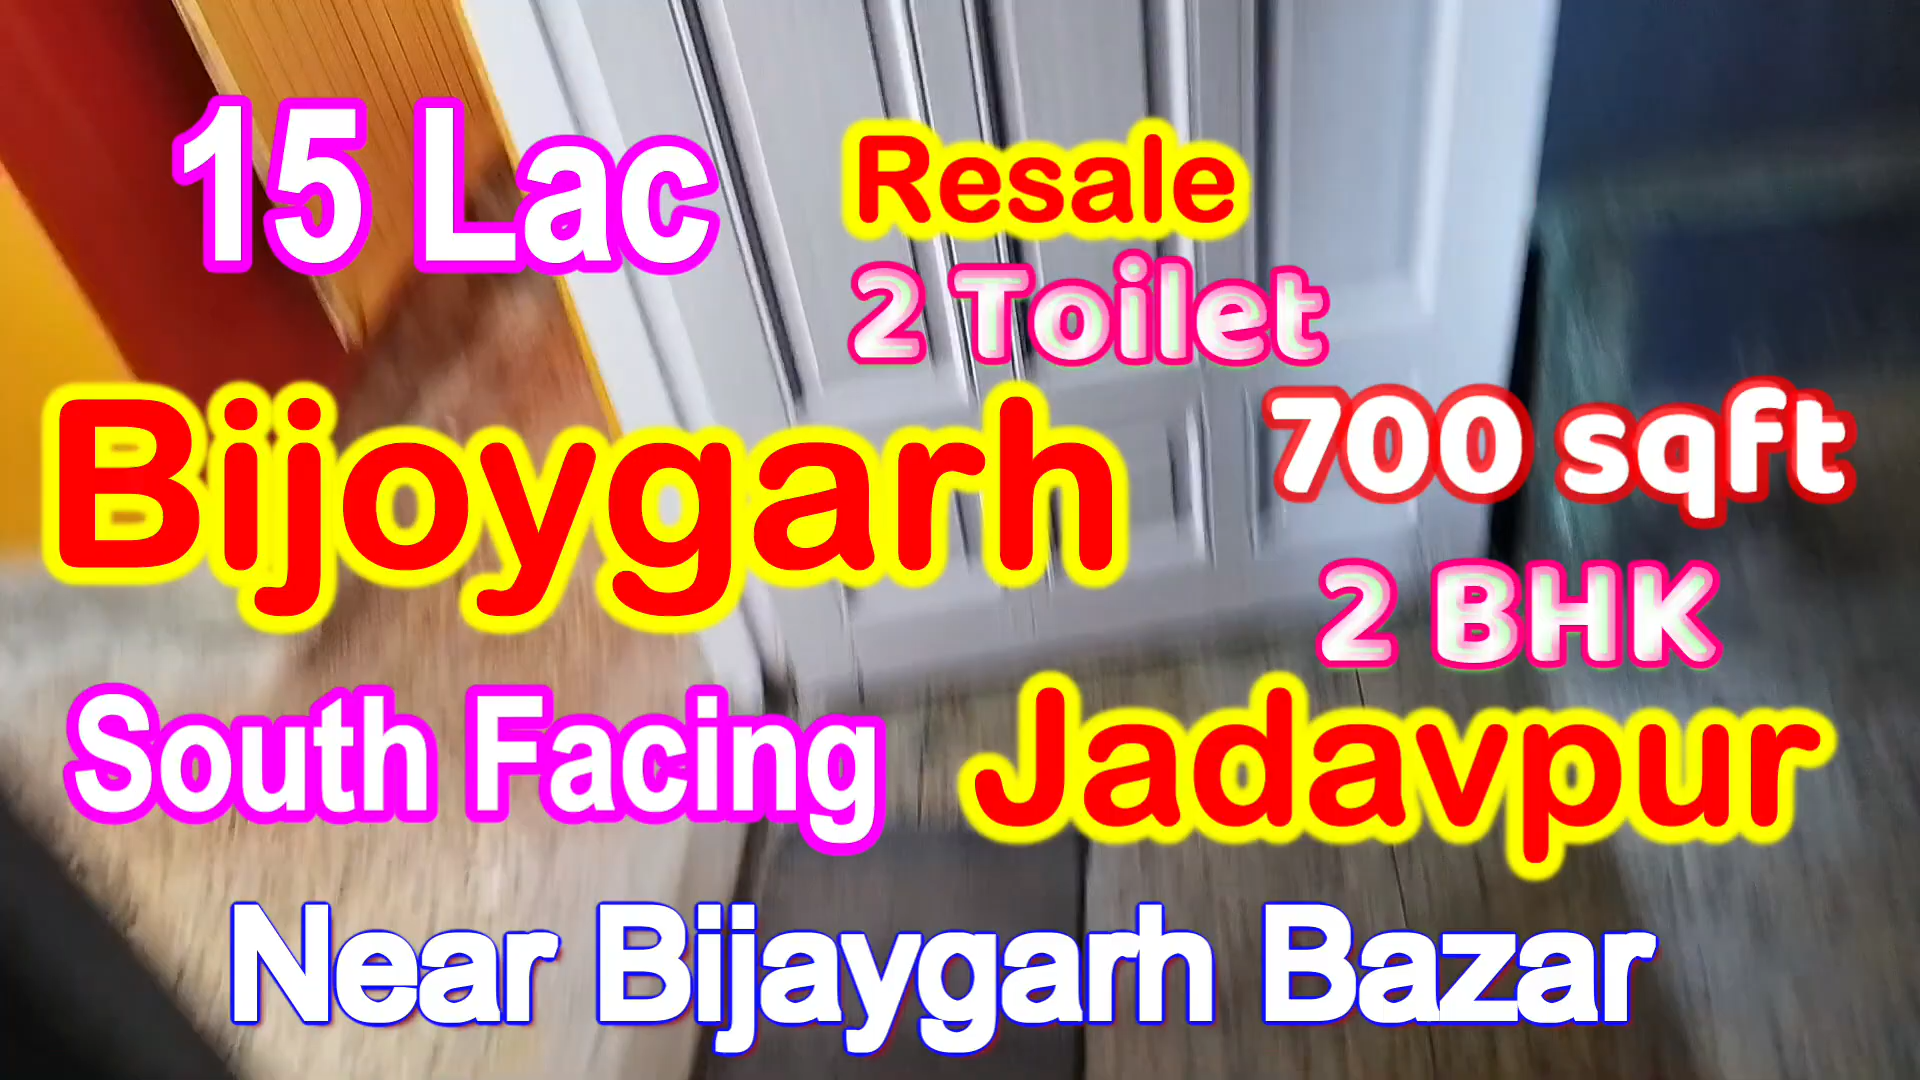 15 Lac
Resale
2 Toilet
Bijoygarh
700 sqft
2 BHK
South Facing
Jadavpur
Near Bijaygarh Bazar